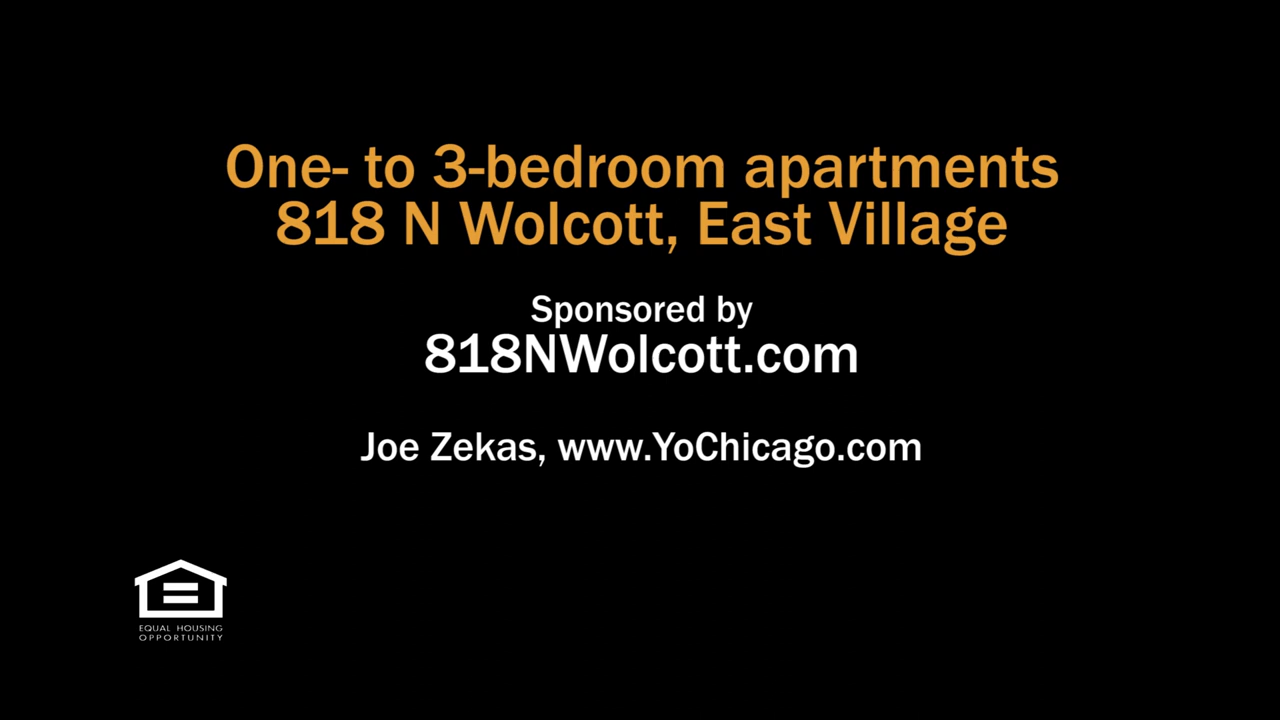 One- to 3-bedroom apartments
818 N Wolcott, East Village
Sponsored by
818NWolcott.com
Joe Zekas, www.YoChicago.com
EQUAL HOUSING
OPPORTUNITY